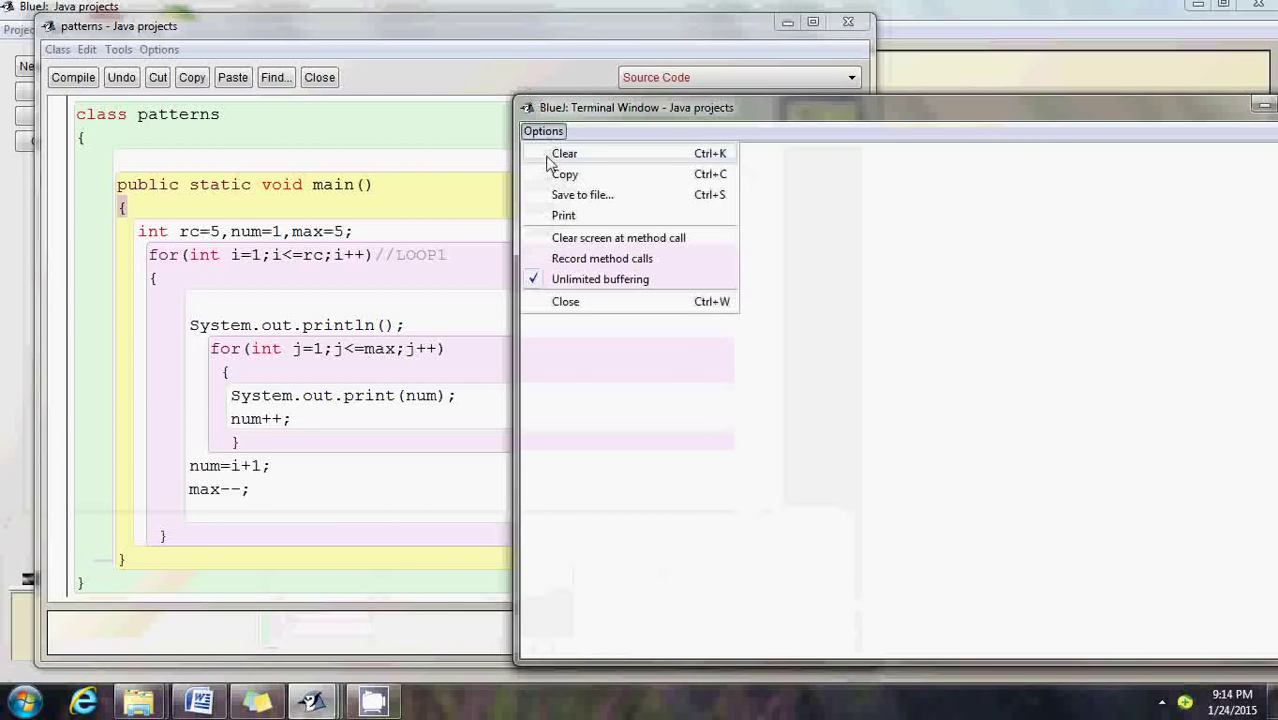 BlueJ: Java projects
patterns - Java projects
Class Edit Tools Options
Compile Undo Cut Copy Paste Find... Close
Source Code
class patterns
{
public static void main()
{
int rc=5,num=1,max=5;
for(int i=1;i<=rc;i++)//LOOP1
{
System.out.println();
for(int j=1;j<=max;j++)
{
System.out.print(num);
num++;
}
num=i+1;
max--;
}
}
}
BlueJ: Terminal Window - Java projects
Options
Clear Ctrl+K
Copy Ctrl+C
Save to file... Ctrl+S
Print
Clear screen at method call
Record method calls
Unlimited buffering
Close Ctrl+W
9:14 PM
1/24/2015